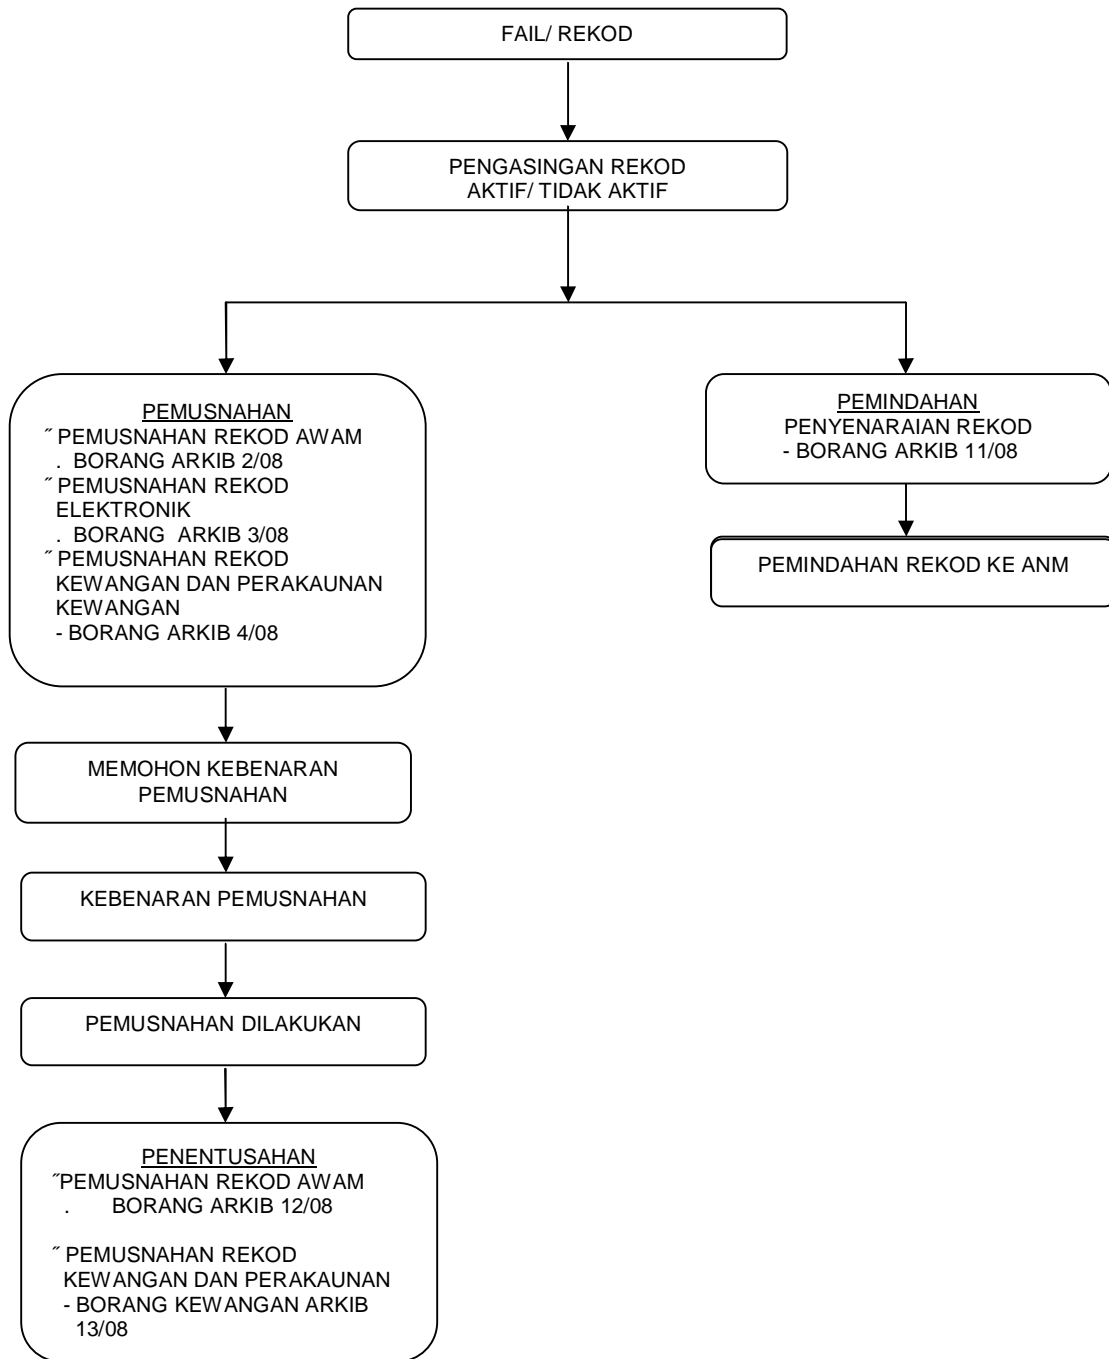 FAIL/ REKOD
PENGASINGAN REKOD
AKTIF/ TIDAK AKTIF
PEMUSNAHAN
˝ PEMUSNAHAN REKOD AWAM
. BORANG ARKIB 2/08
˝ PEMUSNAHAN REKOD
ELEKTRONIK
. BORANG ARKIB 3/08
˝ PEMUSNAHAN REKOD
KEWANGAN DAN PERAKAUNAN
KEWANGAN
- BORANG ARKIB 4/08
PEMINDAHAN
PENYENARAIAN REKOD
- BORANG ARKIB 11/08
PEMINDAHAN REKOD KE ANM
MEMOHON KEBENARAN
PEMUSNAHAN
KEBENARAN PEMUSNAHAN
PEMUSNAHAN DILAKUKAN
PENENTUSAHAN
˝PEMUSNAHAN REKOD AWAM
. BORANG ARKIB 12/08
˝ PEMUSNAHAN REKOD
KEWANGAN DAN PERAKAUNAN
- BORANG KEWANGAN ARKIB
13/08